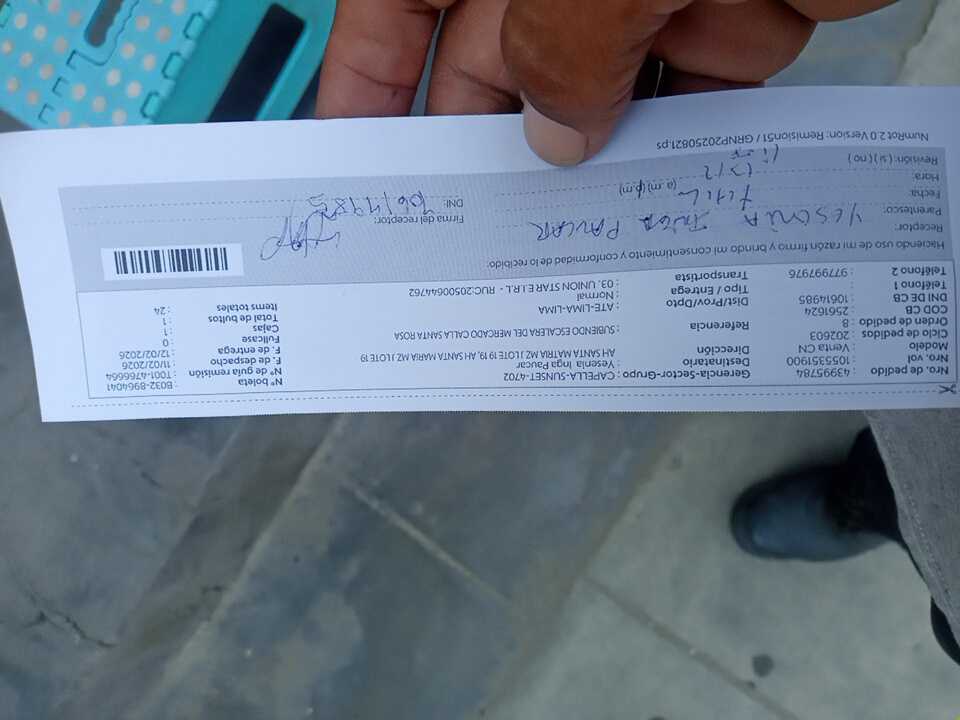 Nro. de pedido : 43995784
Nro. vol : 1055351900
Modelo : Venta CN
Ciclo de pedidos : 202603
Orden de pedido : 8
COD CB : 2561624
DNI DE CB : 10614985
Teléfono 1 :
Teléfono 2 : 977997976
Gerencia-Sector-Grupo : CAPELLA-SUNSET-4702
Destinatario : Yesenia Inga Paucar
Dirección : AH SANTA MATRIA MZ I LOTE 19 19, AH SANTA MARIA MZ I LOTE 19
Referencia : SUBIENDO ESCALERA DEL MERCADO CALLA SANTA ROSA
Dist/Prov/Dpto : ATE-LIMA-LIMA
Tipo / Entrega : Normal
Transportista : 03. UNION STAR E.I.R.L. - RUC:20500644762
Nº boleta : B032-8964041
Nº de guía remisión : T001-4766664
F. de despacho : 11/02/2026
F. de entrega : 12/02/2026
Fullcase : 0
Cajas : 1
Total de bultos : 1
Items totales : 24
Haciendo uso de mi razón y firmo y brindo mi consentimiento y conformidad de lo recibido:
Receptor: Yesenia Inga Paucar
Parentesco:
Fecha:
Hora: (a.m)(p.m)
Revisión: ( si ) ( no )
Firma del receptor:
DNI:
NumRot 2.0 Version: Remision51 / GRNP20250821.ps